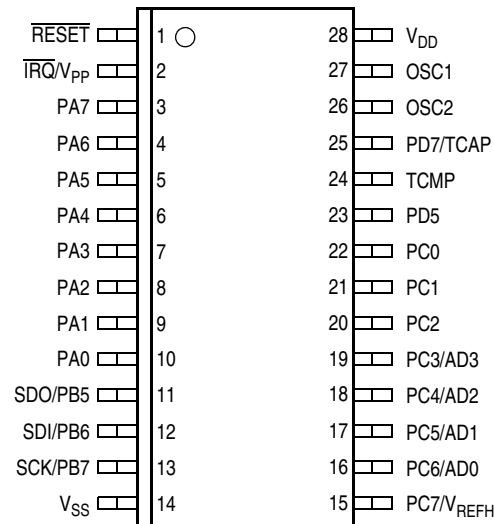 RESET 1 28 VDD
IRQ/VPP 2 27 OSC1
PA7 3 26 OSC2
PA6 4 25 PD7/TCAP
PA5 5 24 TCMP
PA4 6 23 PD5
PA3 7 22 PC0
PA2 8 21 PC1
PA1 9 20 PC2
PA0 10 19 PC3/AD3
SDO/PB5 11 18 PC4/AD2
SDI/PB6 12 17 PC5/AD1
SCK/PB7 13 16 PC6/AD0
VSS 14 15 PC7/VREFH